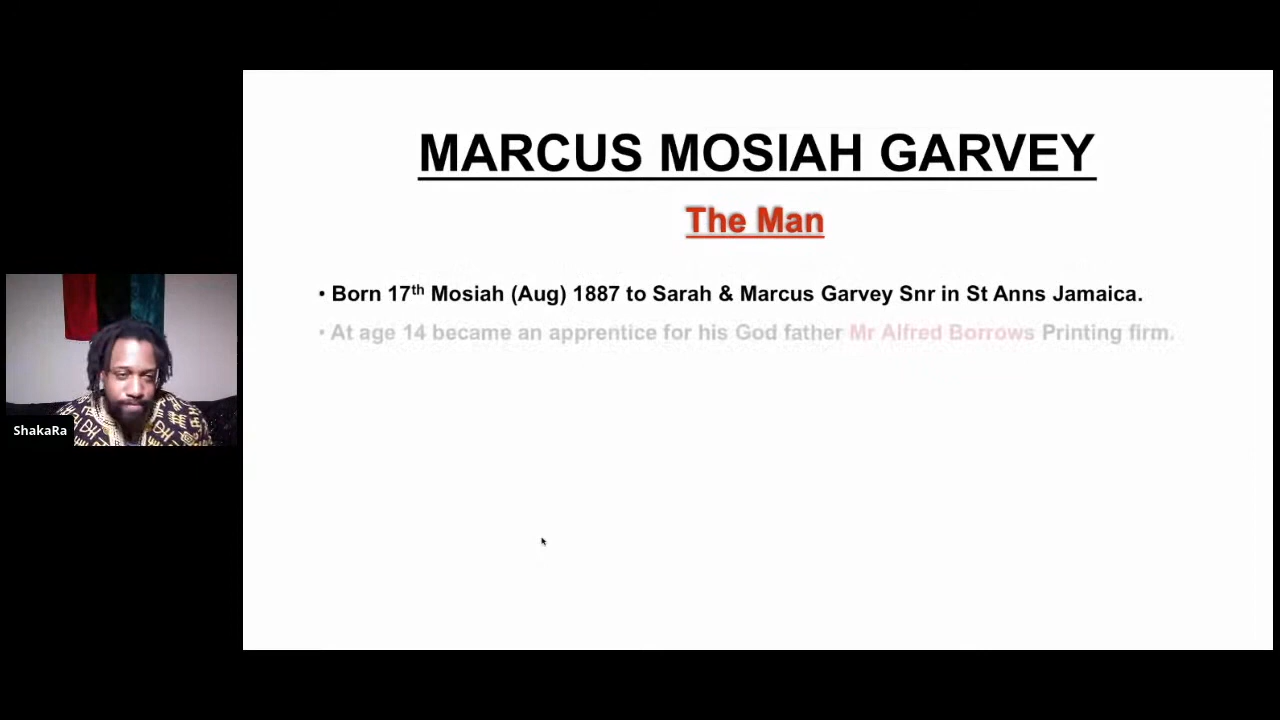 MARCUS MOSIAH GARVEY
The Man
• Born 17th Mosiah (Aug) 1887 to Sarah & Marcus Garvey Snr in St Anns Jamaica.
• At age 14 became an apprentice for his God father Mr Alfred Borrows Printing firm.
ShakaRa